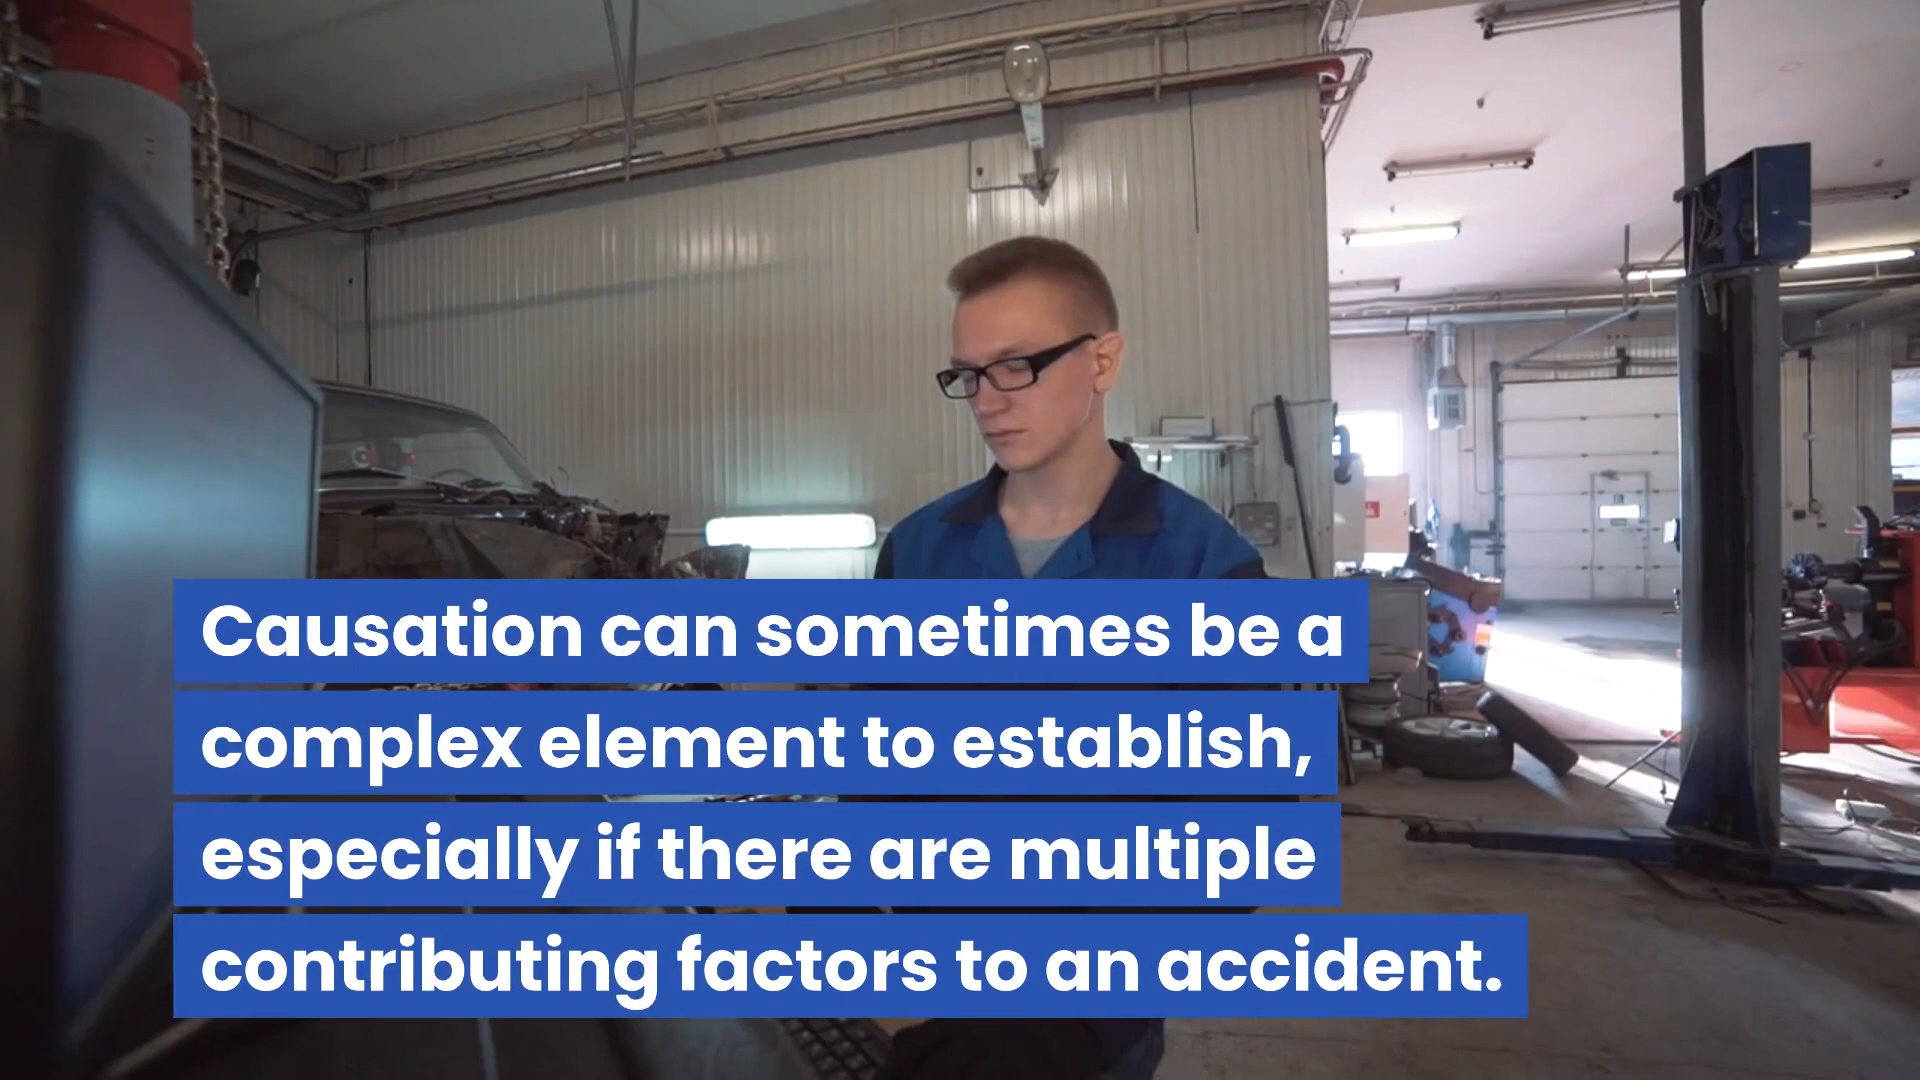 Causation can sometimes be a
complex element to establish,
especially if there are multiple
contributing factors to an accident.